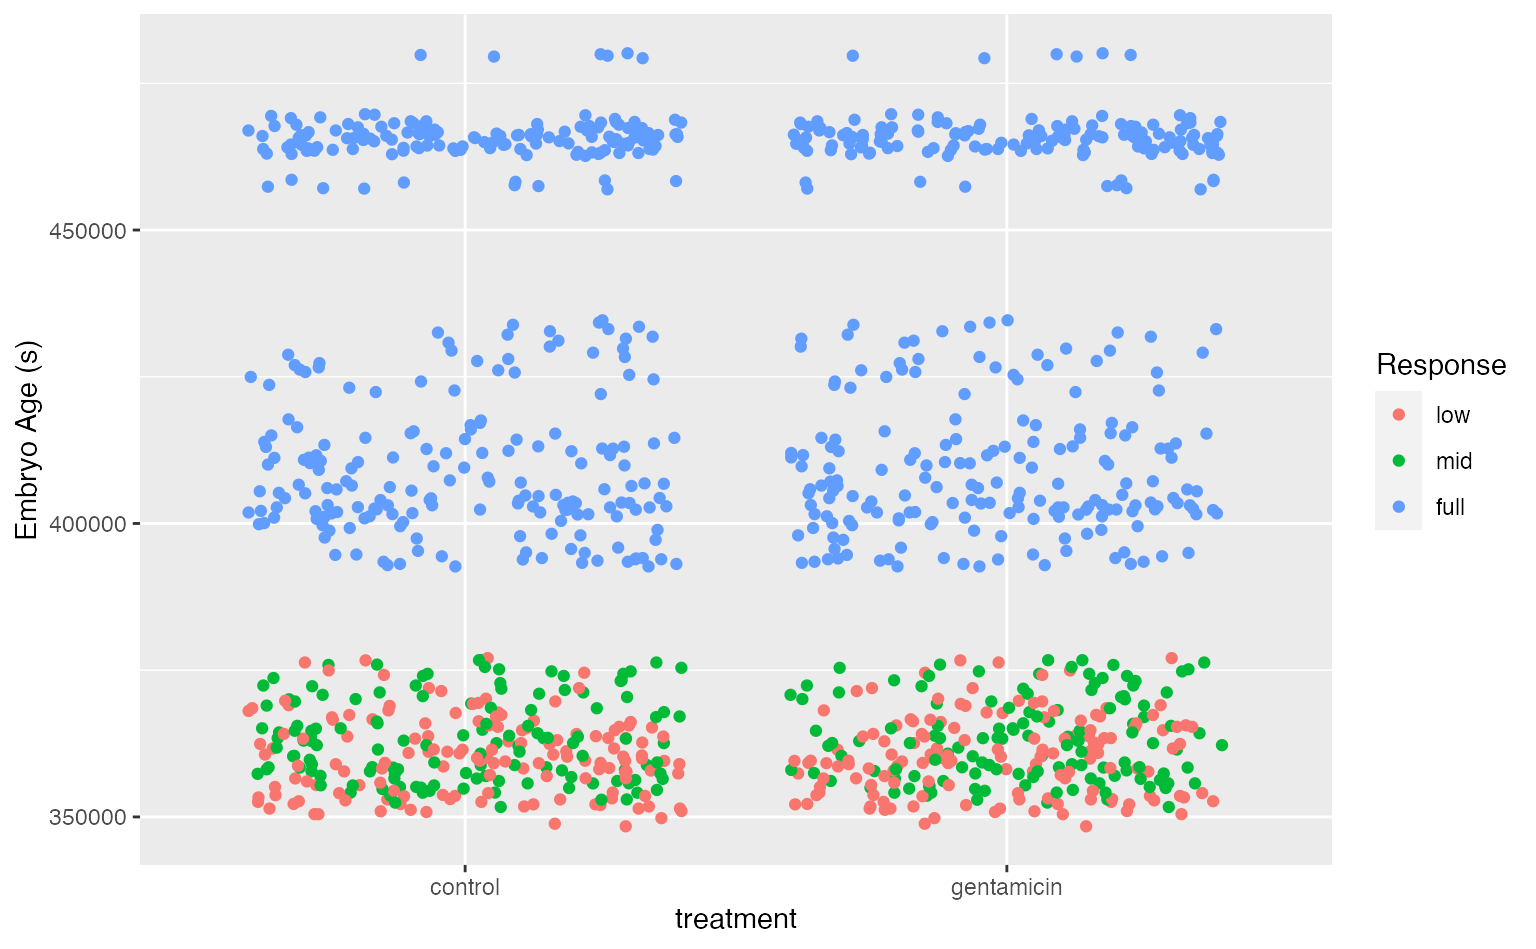 Embryo Age (s)
450000
400000
350000
control
gentamicin
treatment
Response
low
mid
full